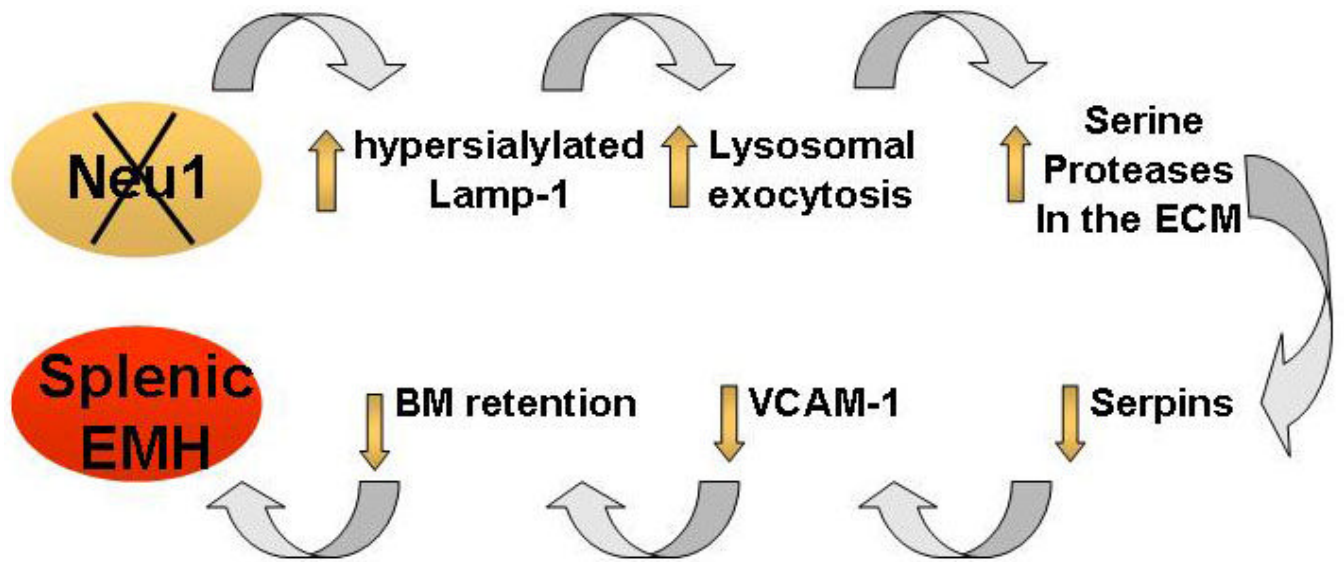 Neu1
hypersialylated
Lamp-1
Lysosomal
exocytosis
Serine
Proteases
In the ECM
Splenic
EMH
BM retention
VCAM-1
Serpins